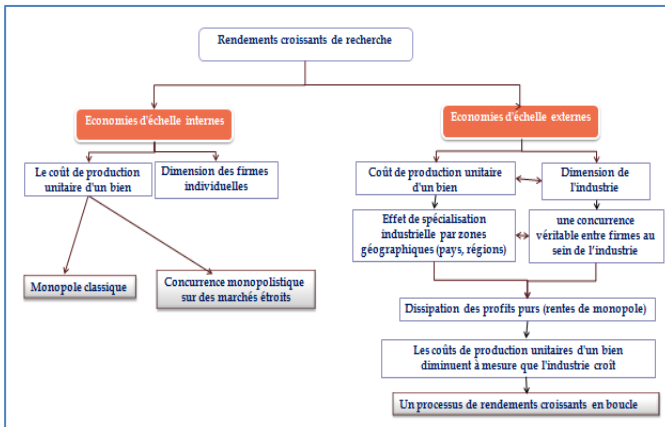 Rendements croissants de recherche
Economies d'échelle internes
Economies d'échelle externes
Le coût de production
unitaire d'un bien
Dimension des firmes
individuelles
Coût de production unitaire
d'un bien
Dimension de
l'industrie
Effet de spécialisation
industrielle par zones
géographiques (pays, régions)
une concurrence
véritable entre firmes au
sein de l'industrie
Monopole classique
Concurrence monopolistique
sur des marchés étroits
Dissipation des profits purs (rentes de monopole)
Les coûts de production unitaires d'un bien
diminuent à mesure que l'industrie croît
Un processus de rendements croissants en boucle